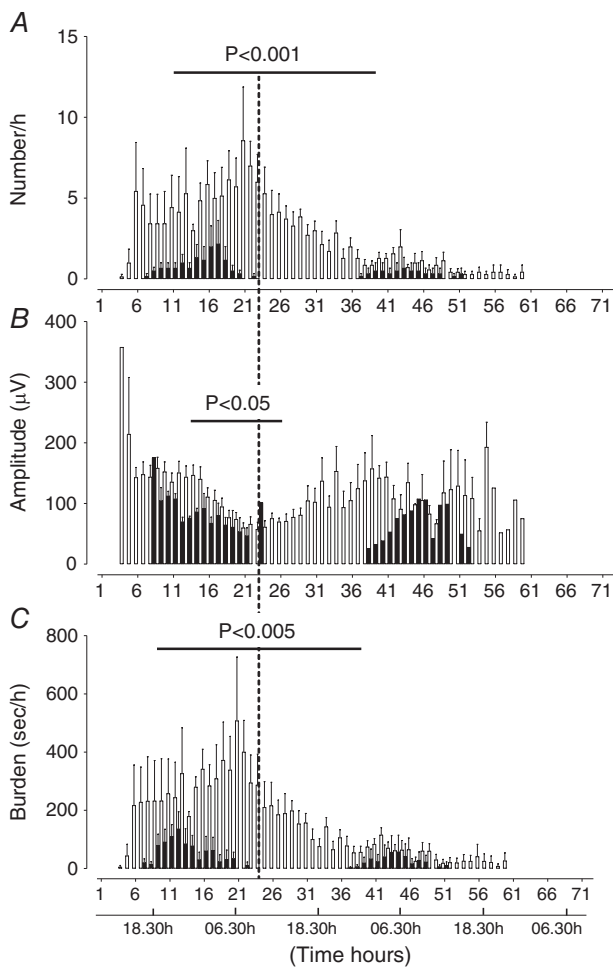 A
15
P<0.001
10
Number/h
5
0
1 6 11 16 21 26 31 36 41 46 51 56 61 66 71
B
400
300
P<0.05
200
Amplitude (μV)
100
0
1 6 11 16 21 26 31 36 41 46 51 56 61 66 71
C
P<0.005
800
600
Burden (sec/h)
400
200
0
1 6 11 16 21 26 31 36 41 46 51 56 61 66 71
18.30h 06.30h 18.30h 06.30h 18.30h 06.30h
(Time hours)